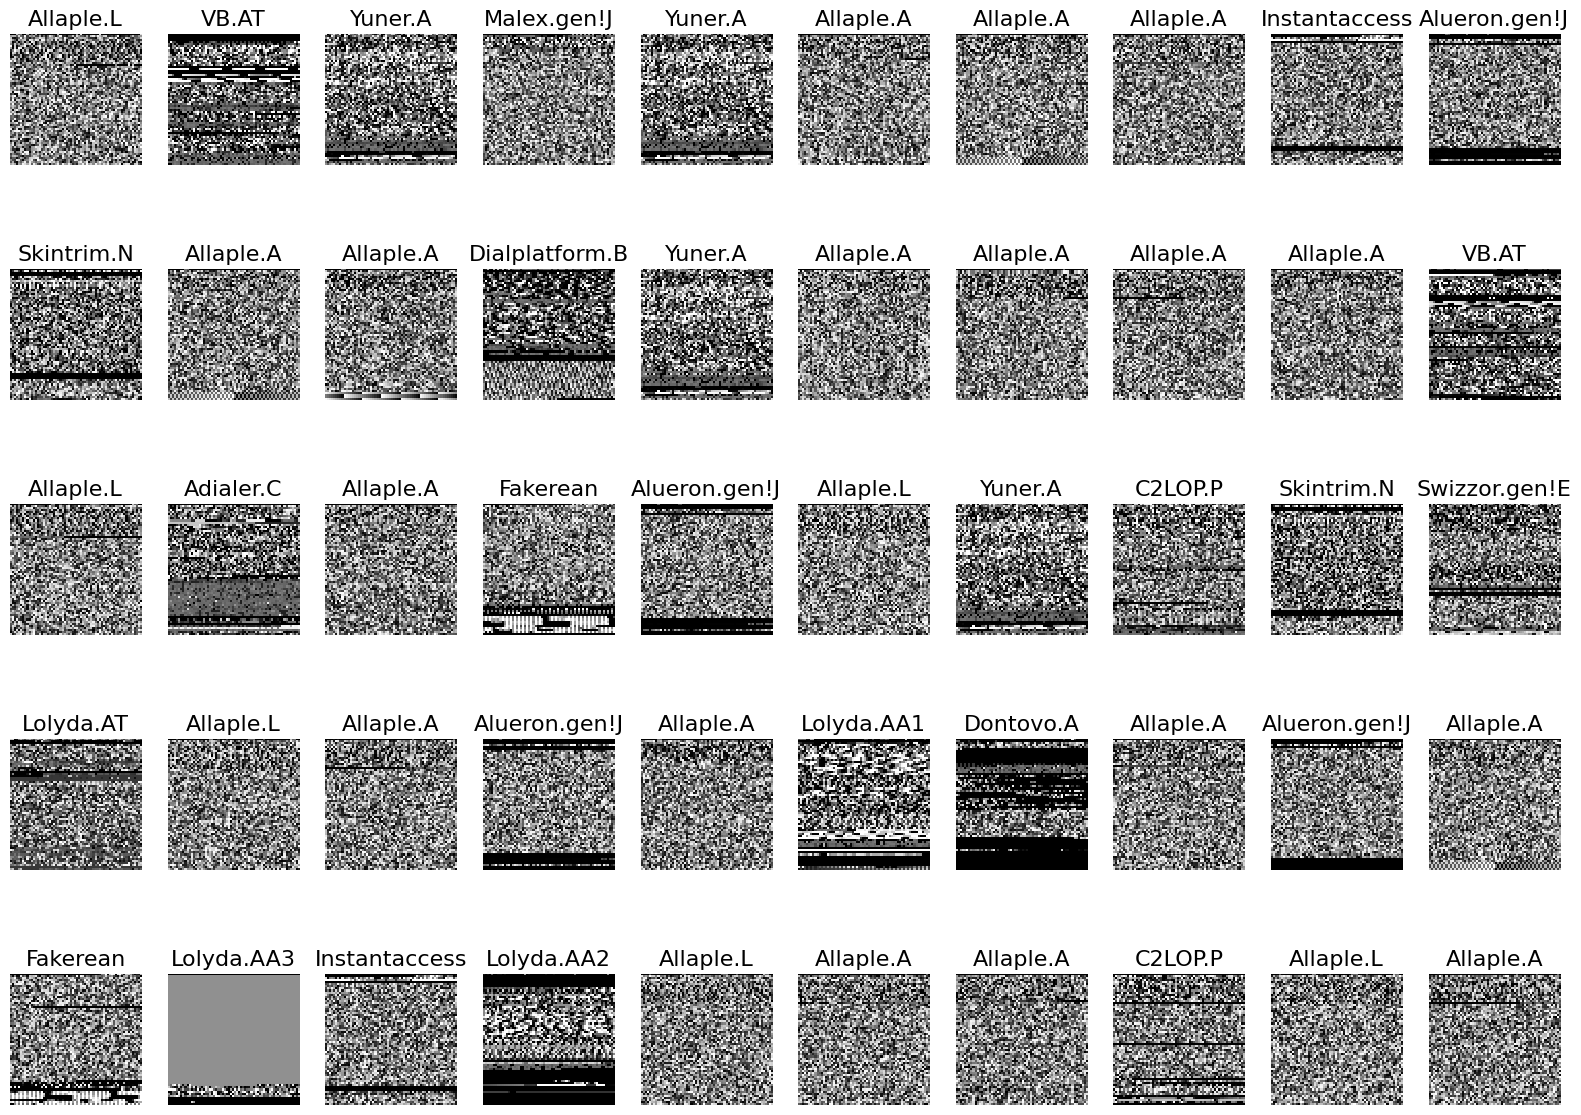 Allaple.L VB.AT Yuner.A Malex.gen!J Yuner.A Allaple.A Allaple.A Allaple.A Instantaccess Alueron.gen!J
Skintrim.N Allaple.A Allaple.A Dialplatform.B Yuner.A Allaple.A Allaple.A Allaple.A Allaple.A VB.AT
Allaple.L Adialer.C Allaple.A Fakerean Alueron.gen!J Allaple.L Yuner.A C2LOP.P Skintrim.N Swizzor.gen!E
Lolyda.AT Allaple.L Allaple.A Alueron.gen!J Allaple.A Lolyda.AA1 Dontovo.A Allaple.A Alueron.gen!J Allaple.A
Fakerean Lolyda.AA3 Instantaccess Lolyda.AA2 Allaple.L Allaple.A Allaple.A C2LOP.P Allaple.L Allaple.A